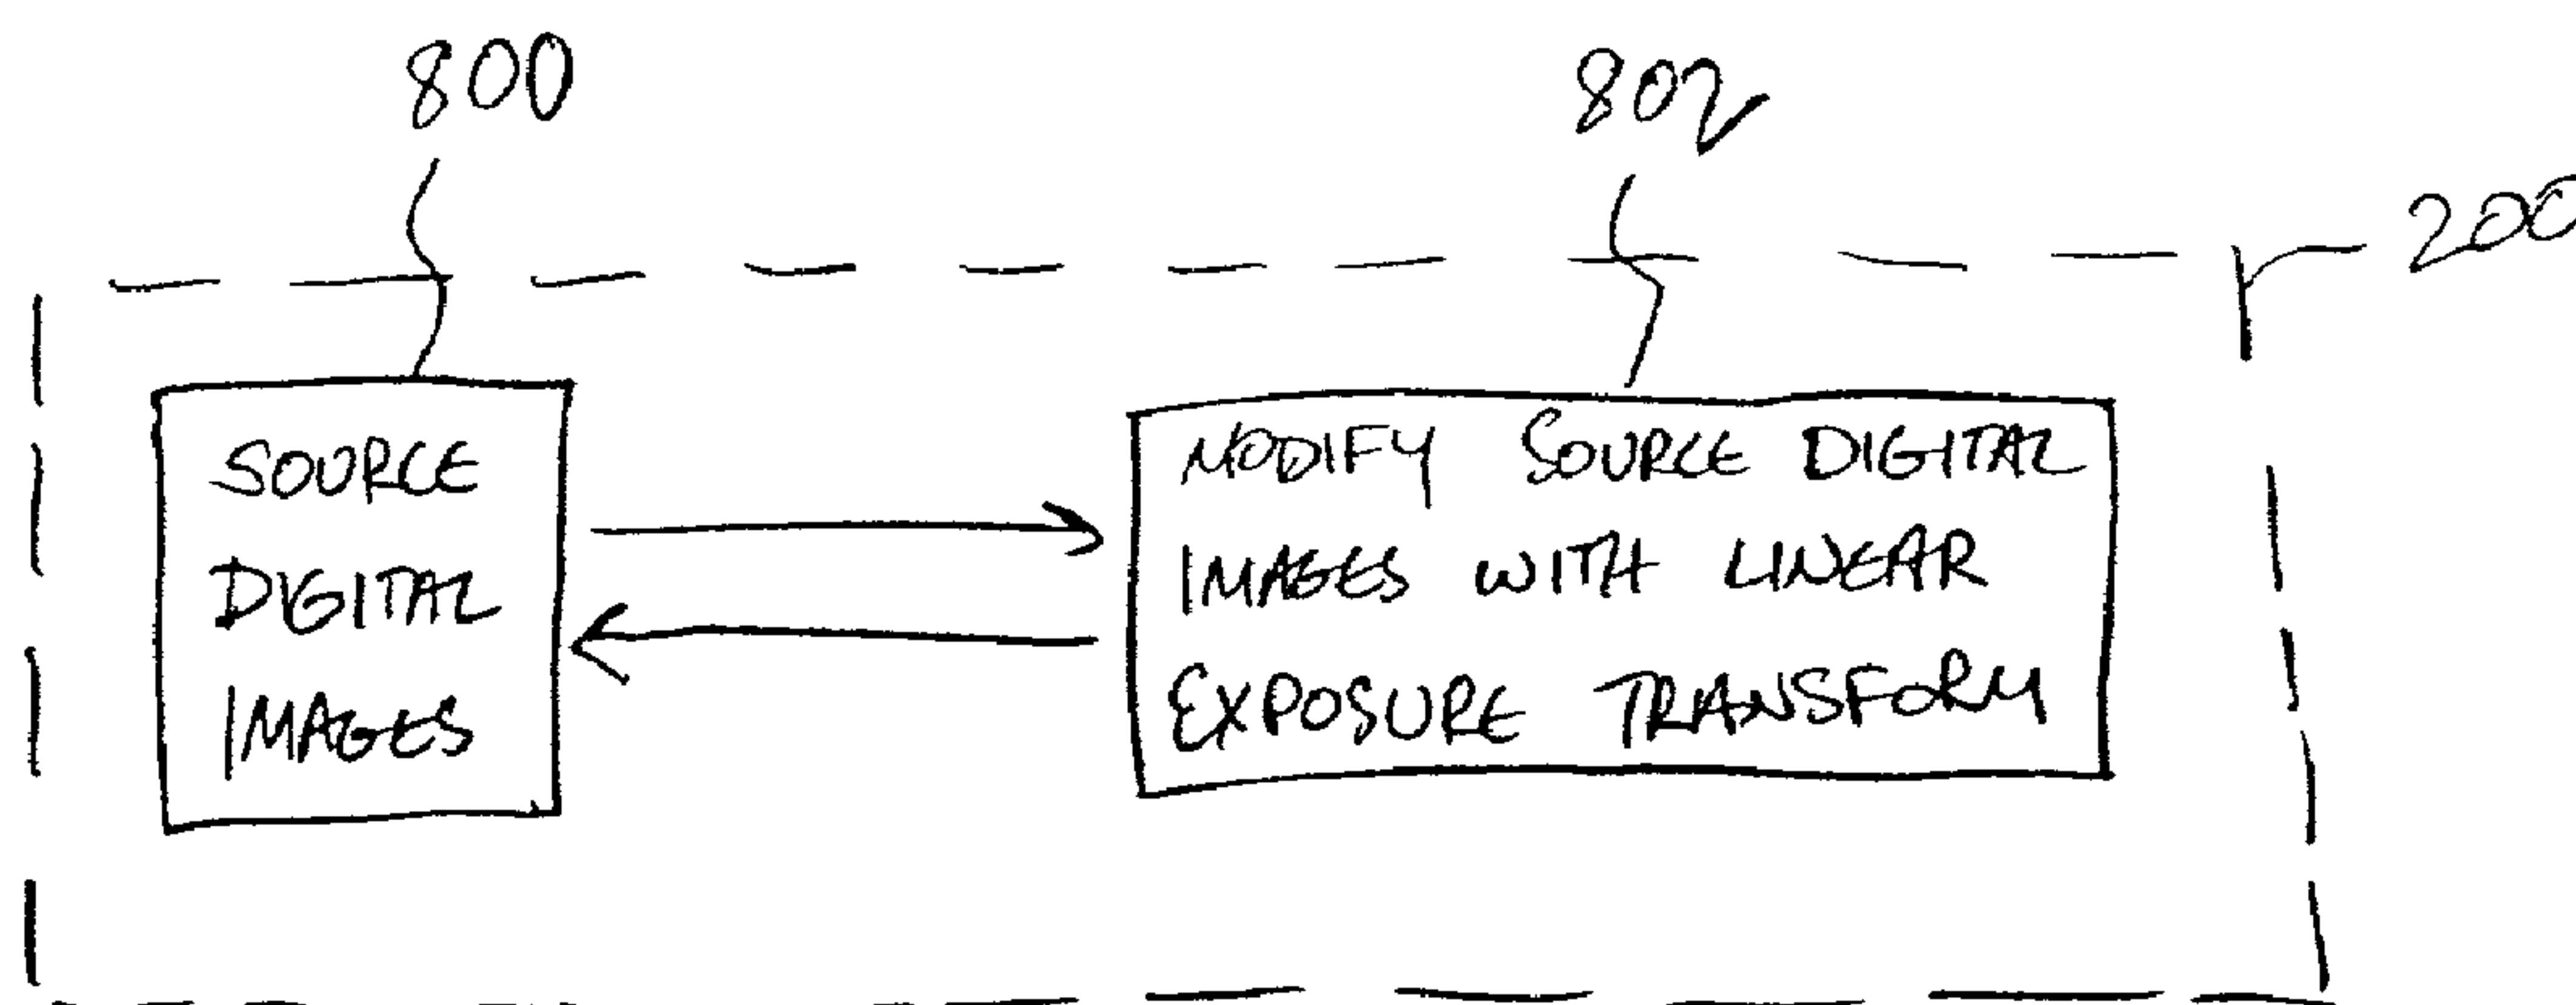 800
802
200
SOURCE
DIGITAL
IMAGES
MODIFY SOURCE DIGITAL
IMAGES WITH LINEAR
EXPOSURE TRANSFORM